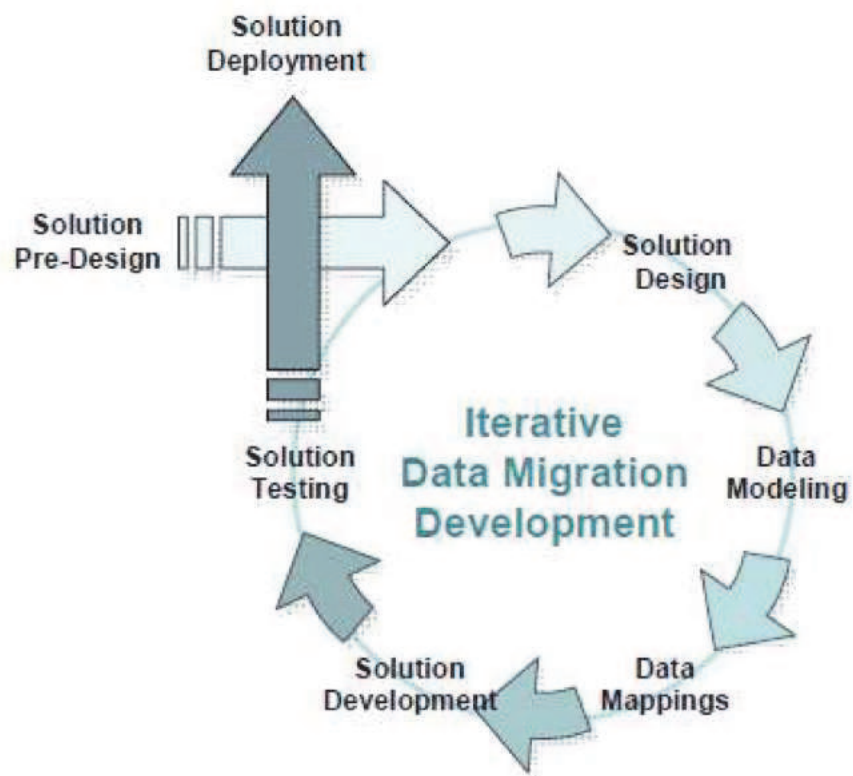 Solution
Deployment
Solution
Pre-Design
Solution
Design
Iterative
Data Migration
Development
Solution
Testing
Data
Modeling
Solution
Development
Data
Mappings